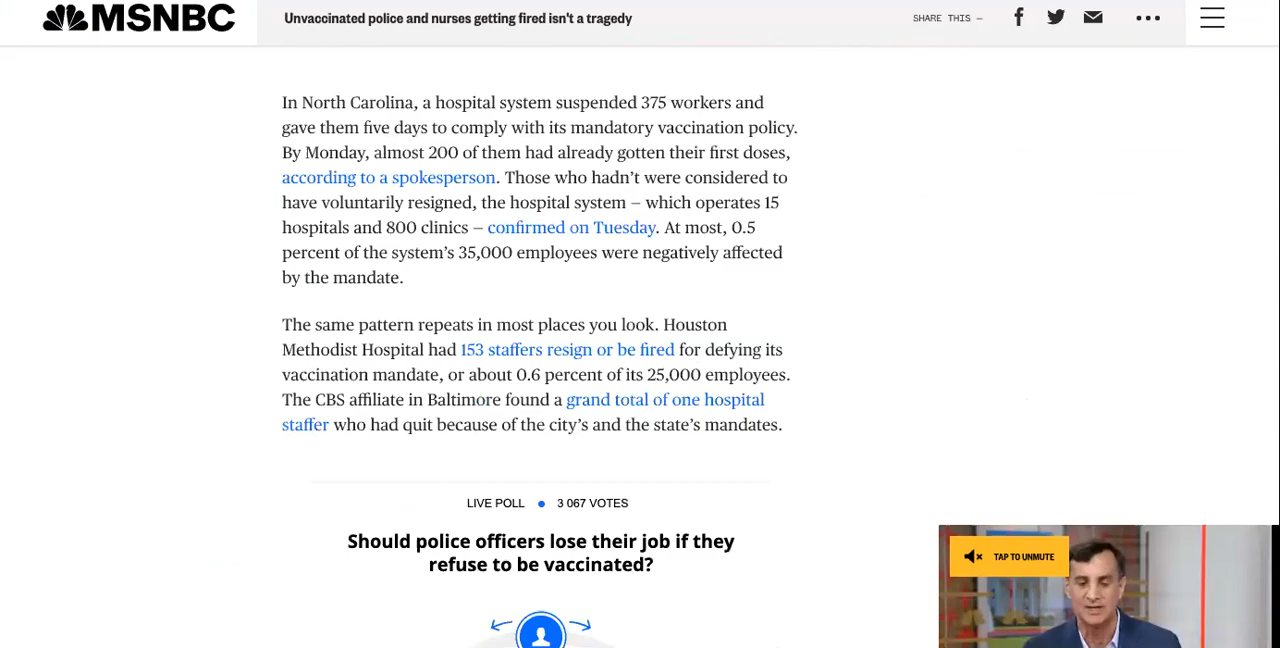 MSNBC
Unvaccinated police and nurses getting fired isn't a tragedy
SHARE THIS —
In North Carolina, a hospital system suspended 375 workers and
gave them five days to comply with its mandatory vaccination policy.
By Monday, almost 200 of them had already gotten their first doses,
according to a spokesperson. Those who hadn’t were considered to
have voluntarily resigned, the hospital system — which operates 15
hospitals and 800 clinics — confirmed on Tuesday. At most, 0.5
percent of the system’s 35,000 employees were negatively affected
by the mandate.
The same pattern repeats in most places you look. Houston
Methodist Hospital had 153 staffers resign or be fired for defying its
vaccination mandate, or about 0.6 percent of its 25,000 employees.
The CBS affiliate in Baltimore found a grand total of one hospital
staffer who had quit because of the city’s and the state’s mandates.
LIVE POLL • 3 067 VOTES
Should police officers lose their job if they
refuse to be vaccinated?
TAP TO UNMUTE